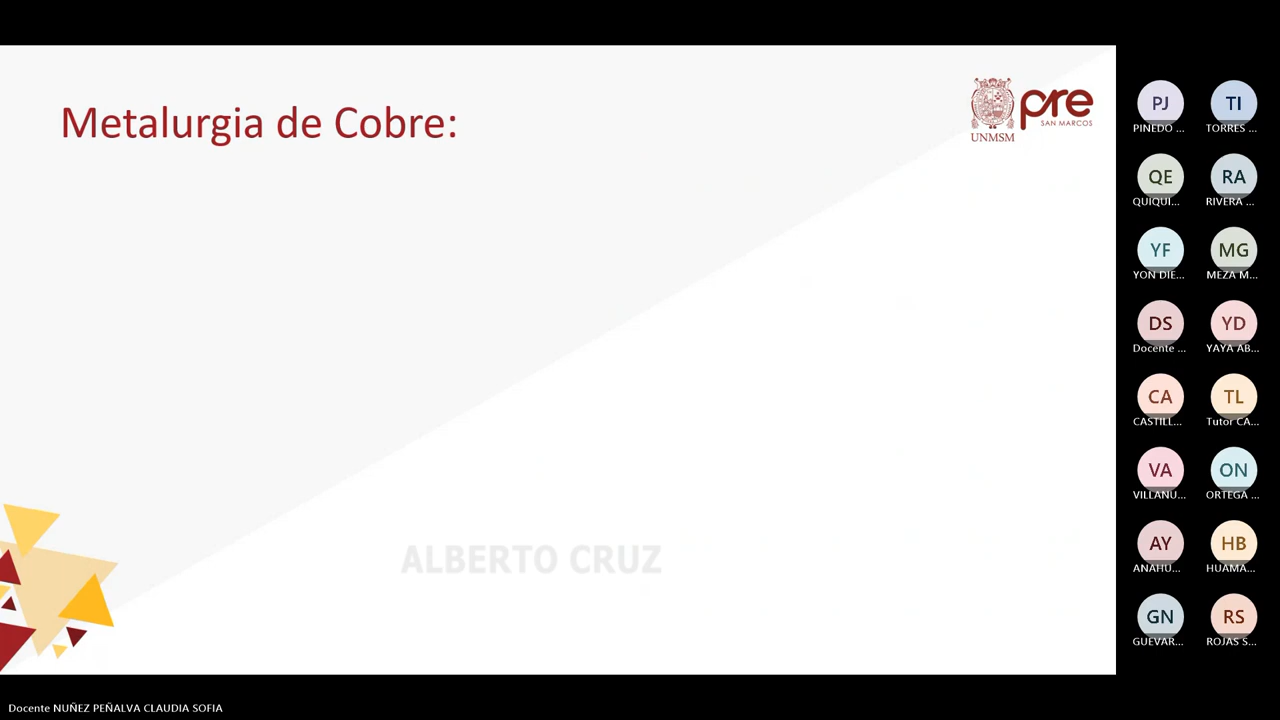 Metalurgia de Cobre:
UNMSM
pre
SAN MARCOS
ALBERTO CRUZ
PJ
PINEDO ...
TI
TORRES ...
QE
QUIQUI...
RA
RIVERA ...
YF
YON DIE...
MG
MEZA M...
DS
Docente ...
YD
YAYA AB...
CA
CASTILL...
TL
Tutor CA...
VA
VILLANU...
ON
ORTEGA ...
AY
ANAHU...
HB
HUAMA...
GN
GUEVAR...
RS
ROJAS S...
Docente NUÑEZ PEÑALVA CLAUDIA SOFIA